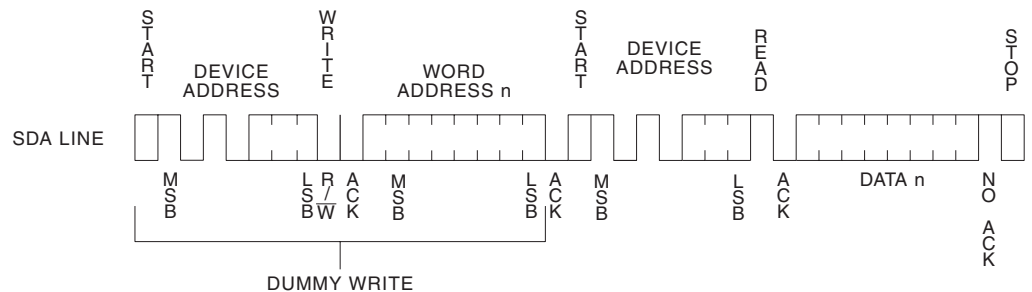 START
WRITE
START
READ
STOP
DEVICE
ADDRESS
WORD
ADDRESS n
DEVICE
ADDRESS
SDA LINE
MSB
LSB
R/W
ACK
MSB
LSB
ACK
MSB
LSB
ACK
DATA n
NO ACK
DUMMY WRITE